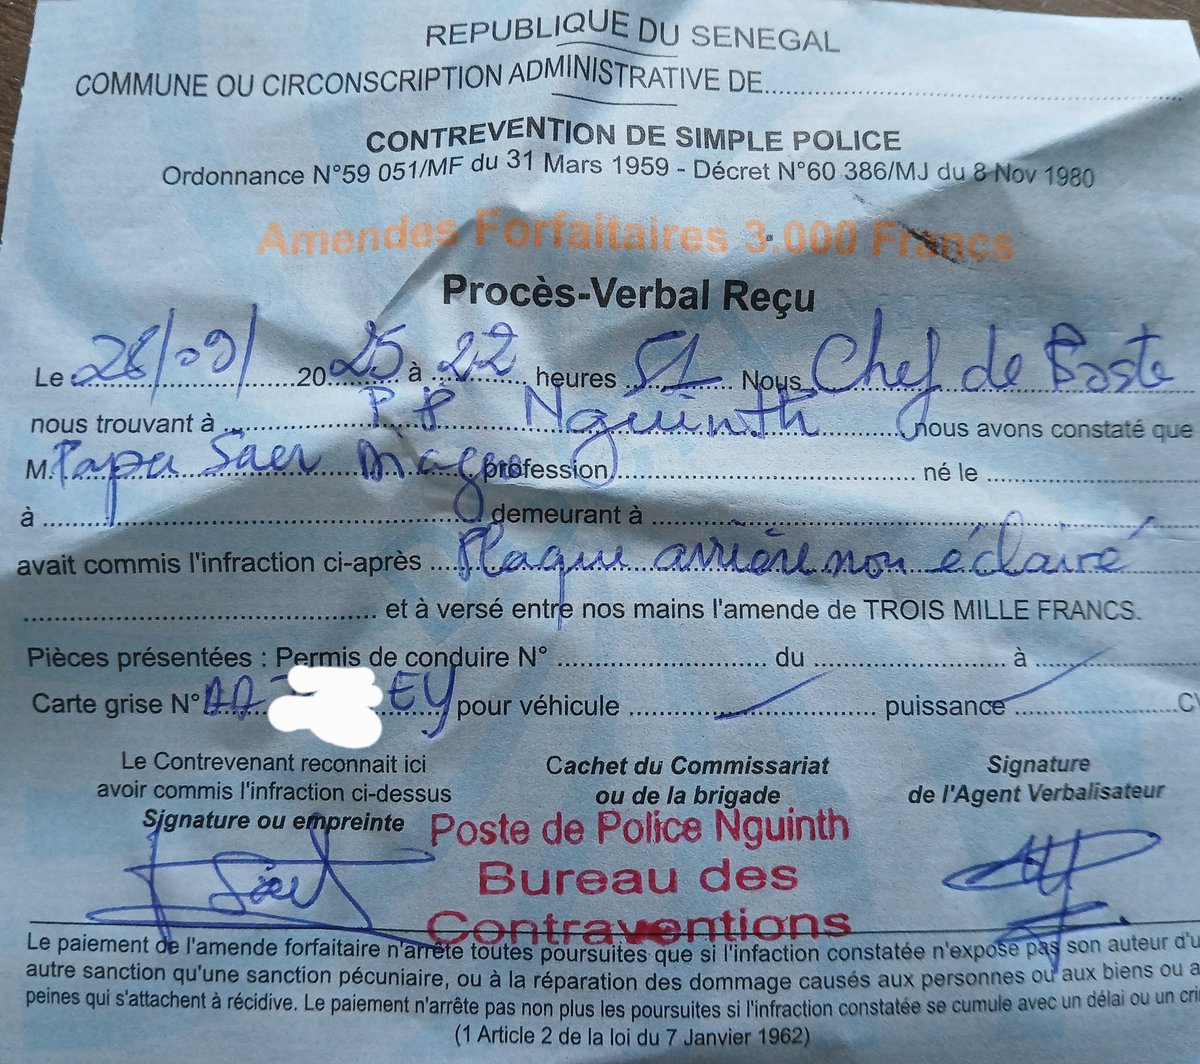 REPUBLIQUE DU SENEGAL
COMMUNE OU CIRCONSCRIPTION ADMINISTRATIVE DE..........
CONTREVENTION DE SIMPLE POLICE
Ordonnance N°59 051/MF du 31 Mars 1959 - Décret N°60 386/MJ du 8 Nov 1980
Amendes Forfaitaires 3.000 Francs
Procès-Verbal Reçu
Le 28/09/ 2025 à 22 heures 51 Nous Chef de Poste
nous trouvant à P.P Nguinth nous avons constaté que
M. Papa Saer profession .......... né le ..........
à .......... demeurant à ..........
avait commis l'infraction ci-après Plaque arrière non éclairé
.......... et à versé entre nos mains l'amende de TROIS MILLE FRANCS.
Pièces présentées : Permis de conduire N° .......... du .......... à ..........
Carte grise N° AA EY pour véhicule .......... puissance ..........CV
Le Contrevenant reconnait ici
avoir commis l'infraction ci-dessus
Signature ou empreinte
Cachet du Commissariat
ou de la brigade
Signature
de l'Agent Verbalisateur
Poste de Police Nguinth
Bureau des
Contraventions
Le paiement de l'amende forfaitaire n'arrête toutes poursuites que si l'infaction constatée n'expose pas son auteur d'u
autre sanction qu'une sanction pécuniaire, ou à la réparation des dommage causés aux personnes ou aux biens ou a
peines qui s'attachent à récidive. Le paiement n'arrête pas non plus les poursuites si l'infraction constatée se cumule avec un délai ou un cri
(1 Article 2 de la loi du 7 Janvier 1962)